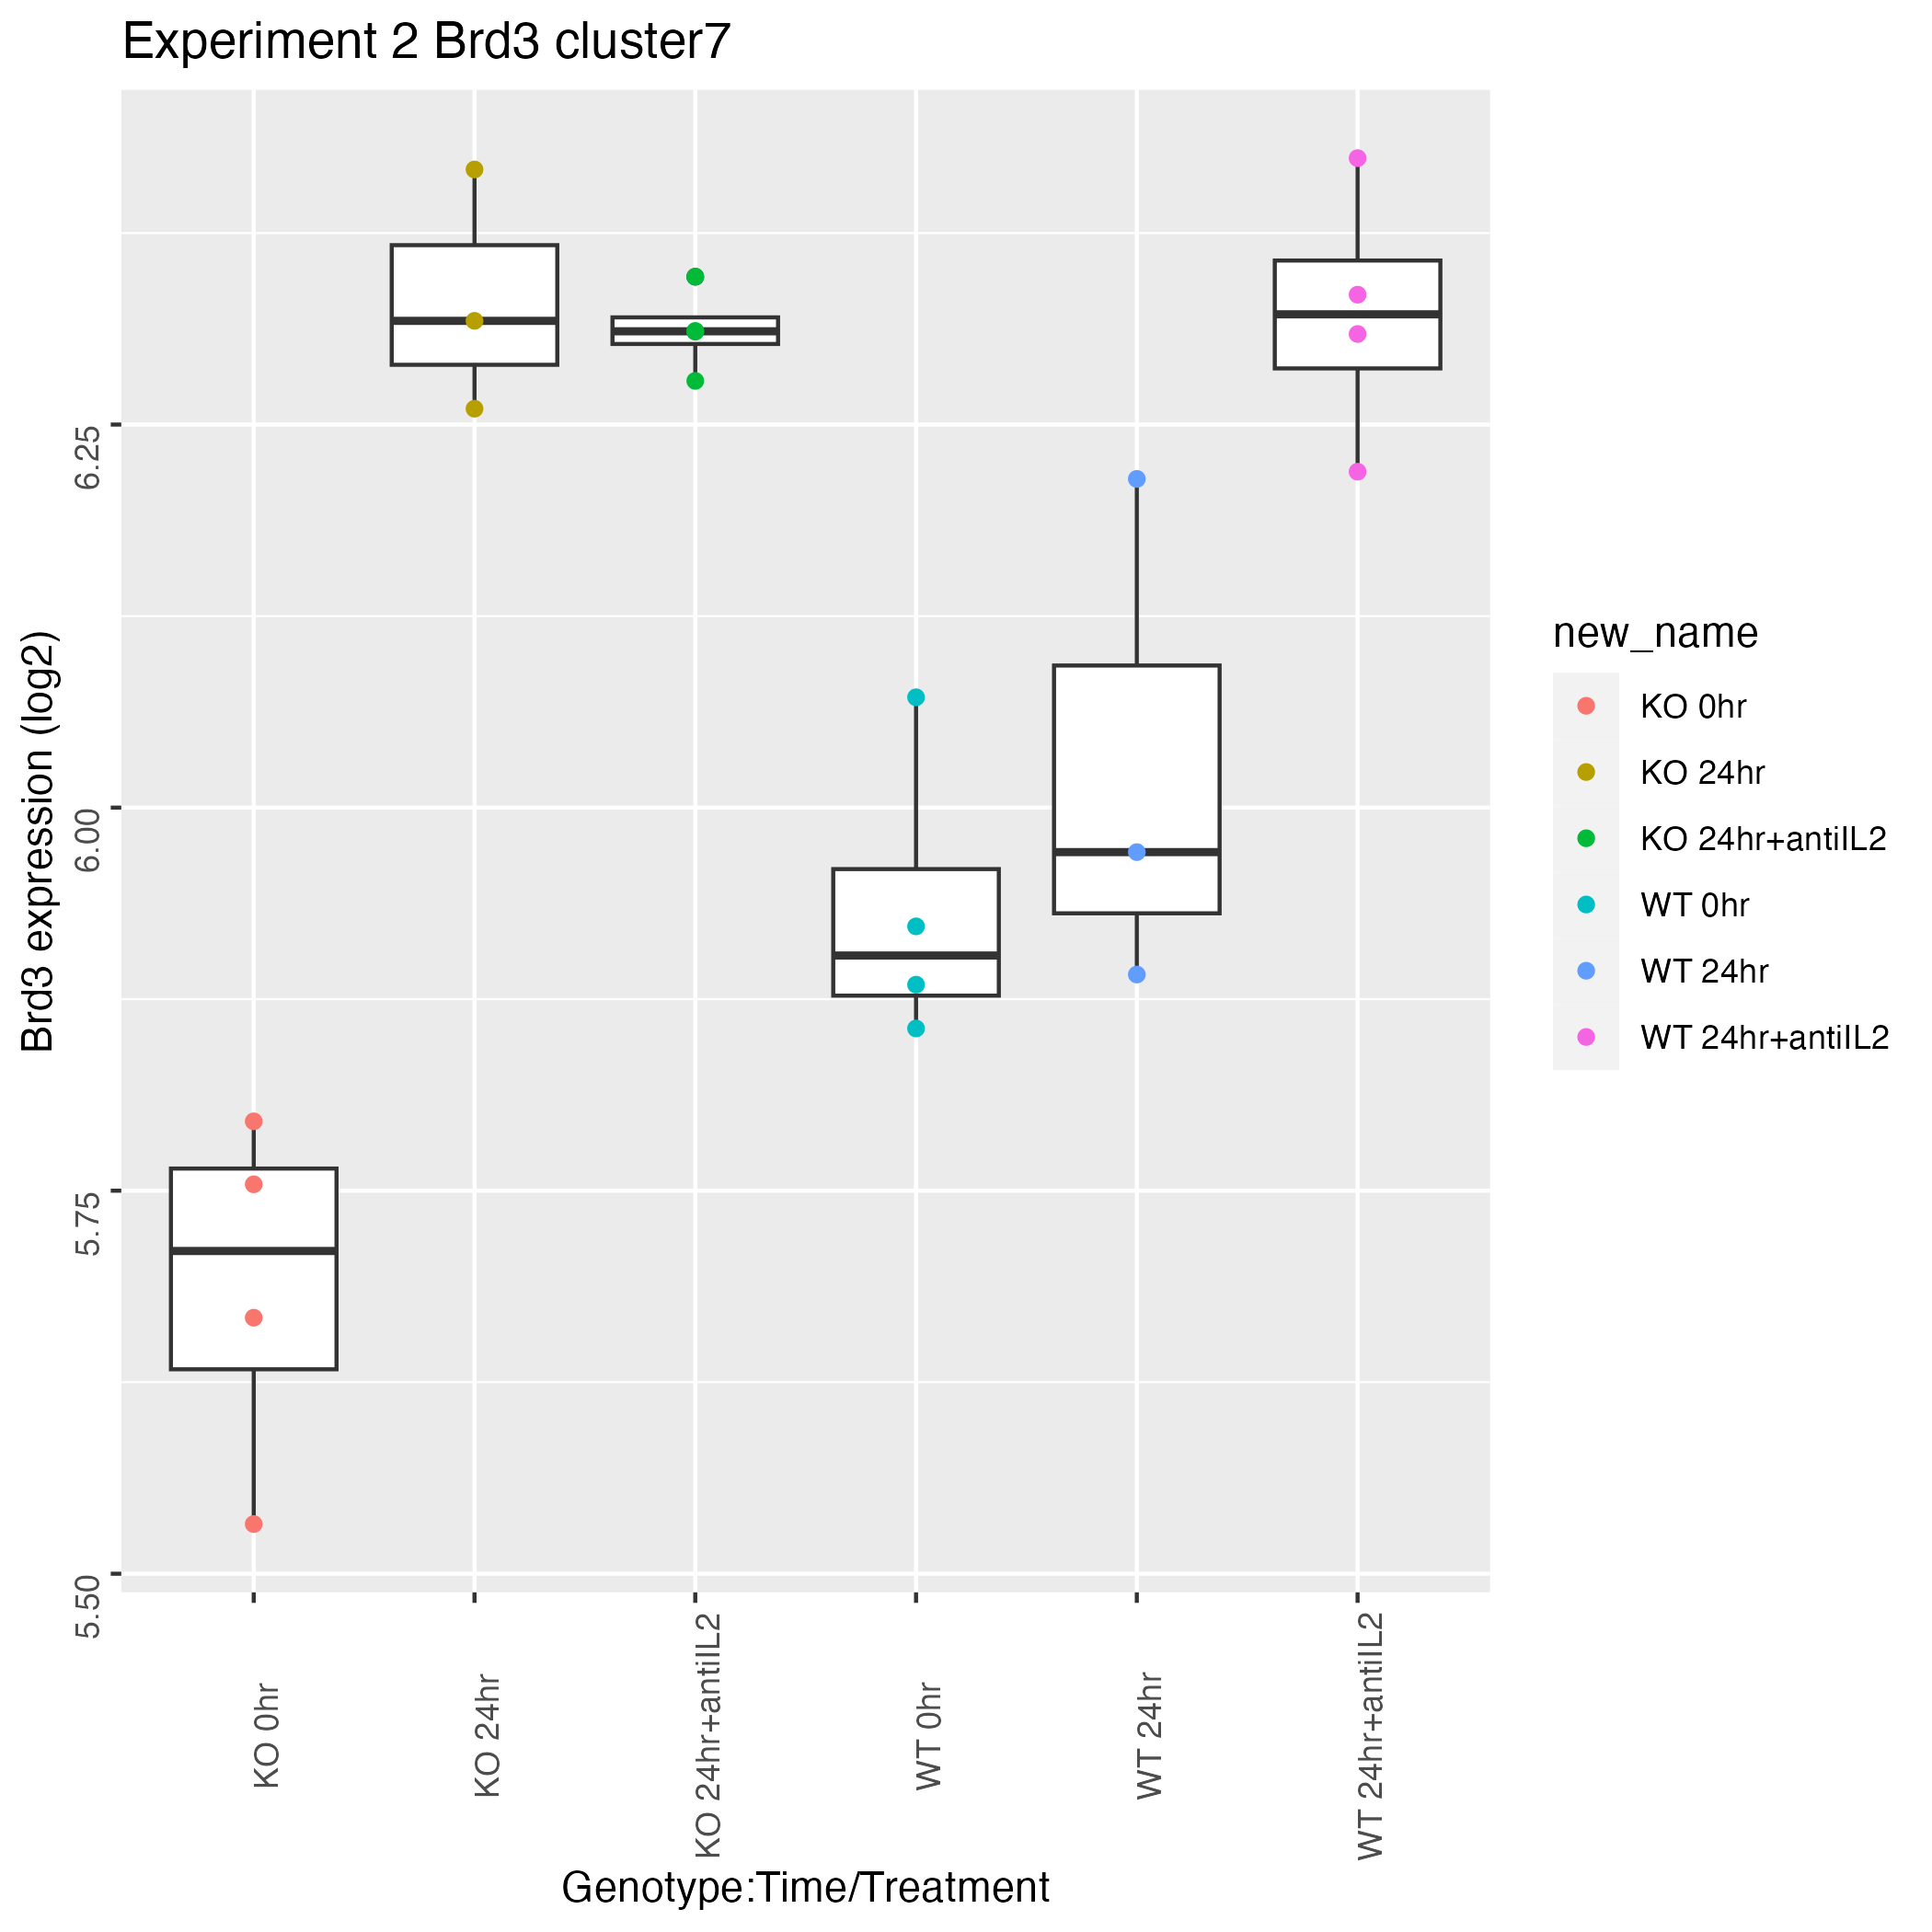 Experiment 2 Brd3 cluster7
Brd3 expression (log2)
6.25
6.00
5.75
5.50
KO 0hr
KO 24hr
KO 24hr+antiIL2
WT 0hr
WT 24hr
WT 24hr+antiIL2
Genotype:Time/Treatment
new_name
KO 0hr
KO 24hr
KO 24hr+antiIL2
WT 0hr
WT 24hr
WT 24hr+antiIL2